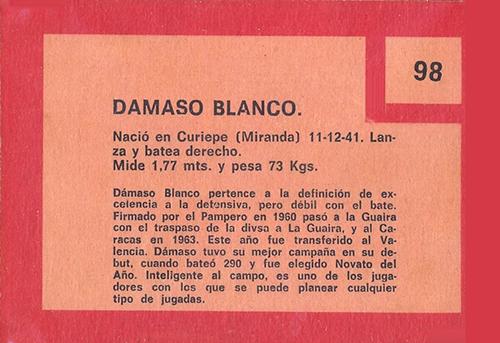 98
DAMASO BLANCO.
Nació en Curiepe (Miranda) 11-12-41. Lan-
za y batea derecho.
Mide 1,77 mts. y pesa 73 Kgs.
Dámaso Blanco pertence a la definición de ex-
celencia a la detensiva, pero débil con el bate.
Firmado por el Pampero en 1960 pasó a la Guaira
con el traspaso de la divsa a La Guaira, y al
Caracas en 1963. Este año fue transferido al Va-
lencia. Dámaso tuvo su mejor campaña en su de-
but, cuando bateó 290 y fue elegido Novato del
Año. Inteligente al campo, es uno de los juga-
dores con los que se puede planear cualquier
tipo de jugadas.